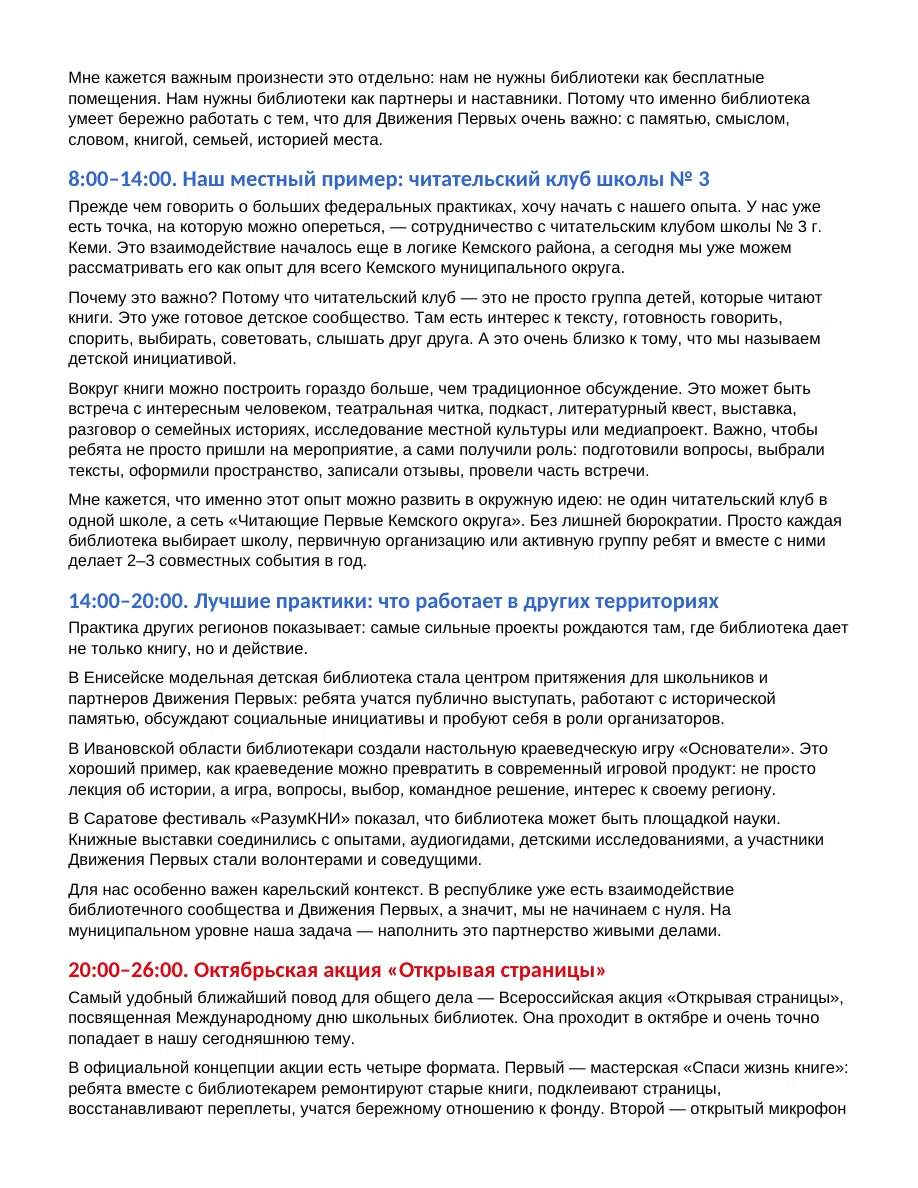 Мне кажется важным произнести это отдельно: нам не нужны библиотеки как бесплатные
помещения. Нам нужны библиотеки как партнеры и наставники. Потому что именно библиотека
умеет бережно работать с тем, что для Движения Первых очень важно: с памятью, смыслом,
словом, книгой, семьей, историей места.
8:00–14:00. Наш местный пример: читательский клуб школы № 3
Прежде чем говорить о больших федеральных практиках, хочу начать с нашего опыта. У нас уже
есть точка, на которую можно опереться, — сотрудничество с читательским клубом школы № 3 г.
Кеми. Это взаимодействие началось еще в логике Кемского района, а сегодня мы уже можем
рассматривать его как опыт для всего Кемского муниципального округа.
Почему это важно? Потому что читательский клуб — это не просто группа детей, которые читают
книги. Это уже готовое детское сообщество. Там есть интерес к тексту, готовность говорить,
спорить, выбирать, советовать, слышать друг друга. А это очень близко к тому, что мы называем
детской инициативой.
Вокруг книги можно построить гораздо больше, чем традиционное обсуждение. Это может быть
встреча с интересным человеком, театральная читка, подкаст, литературный квест, выставка,
разговор о семейных историях, исследование местной культуры или медиапроект. Важно, чтобы
ребята не просто пришли на мероприятие, а сами получили роль: подготовили вопросы, выбрали
тексты, оформили пространство, записали отзывы, провели часть встречи.
Мне кажется, что именно этот опыт можно развить в окружную идею: не один читательский клуб в
одной школе, а сеть «Читающие Первые Кемского округа». Без лишней бюрократии. Просто каждая
библиотека выбирает школу, первичную организацию или активную группу ребят и вместе с ними
делает 2–3 совместных события в год.
14:00–20:00. Лучшие практики: что работает в других территориях
Практика других регионов показывает: самые сильные проекты рождаются там, где библиотека дает
не только книгу, но и действие.
В Енисейске модельная детская библиотека стала центром притяжения для школьников и
партнеров Движения Первых: ребята учатся публично выступать, работают с исторической
памятью, обсуждают социальные инициативы и пробуют себя в роли организаторов.
В Ивановской области библиотекари создали настольную краеведческую игру «Основатели». Это
хороший пример, как краеведение можно превратить в современный игровой продукт: не просто
лекция об истории, а игра, вопросы, выбор, командное решение, интерес к своему региону.
В Саратове фестиваль «РазумКНИ» показал, что библиотека может быть площадкой науки.
Книжные выставки соединились с опытами, аудиогидами, детскими исследованиями, а участники
Движения Первых стали волонтерами и соведущими.
Для нас особенно важен карельский контекст. В республике уже есть взаимодействие
библиотечного сообщества и Движения Первых, а значит, мы не начинаем с нуля. На
муниципальном уровне наша задача — наполнить это партнерство живыми делами.
20:00–26:00. Октябрьская акция «Открывая страницы»
Самый удобный ближайший повод для общего дела — Всероссийская акция «Открывая страницы»,
посвященная Международному дню школьных библиотек. Она проходит в октябре и очень точно
попадает в нашу сегодняшнюю тему.
В официальной концепции акции есть четыре формата. Первый — мастерская «Спаси жизнь книге»:
ребята вместе с библиотекарем ремонтируют старые книги, подклеивают страницы,
восстанавливают переплеты, учатся бережному отношению к фонду. Второй — открытый микрофон